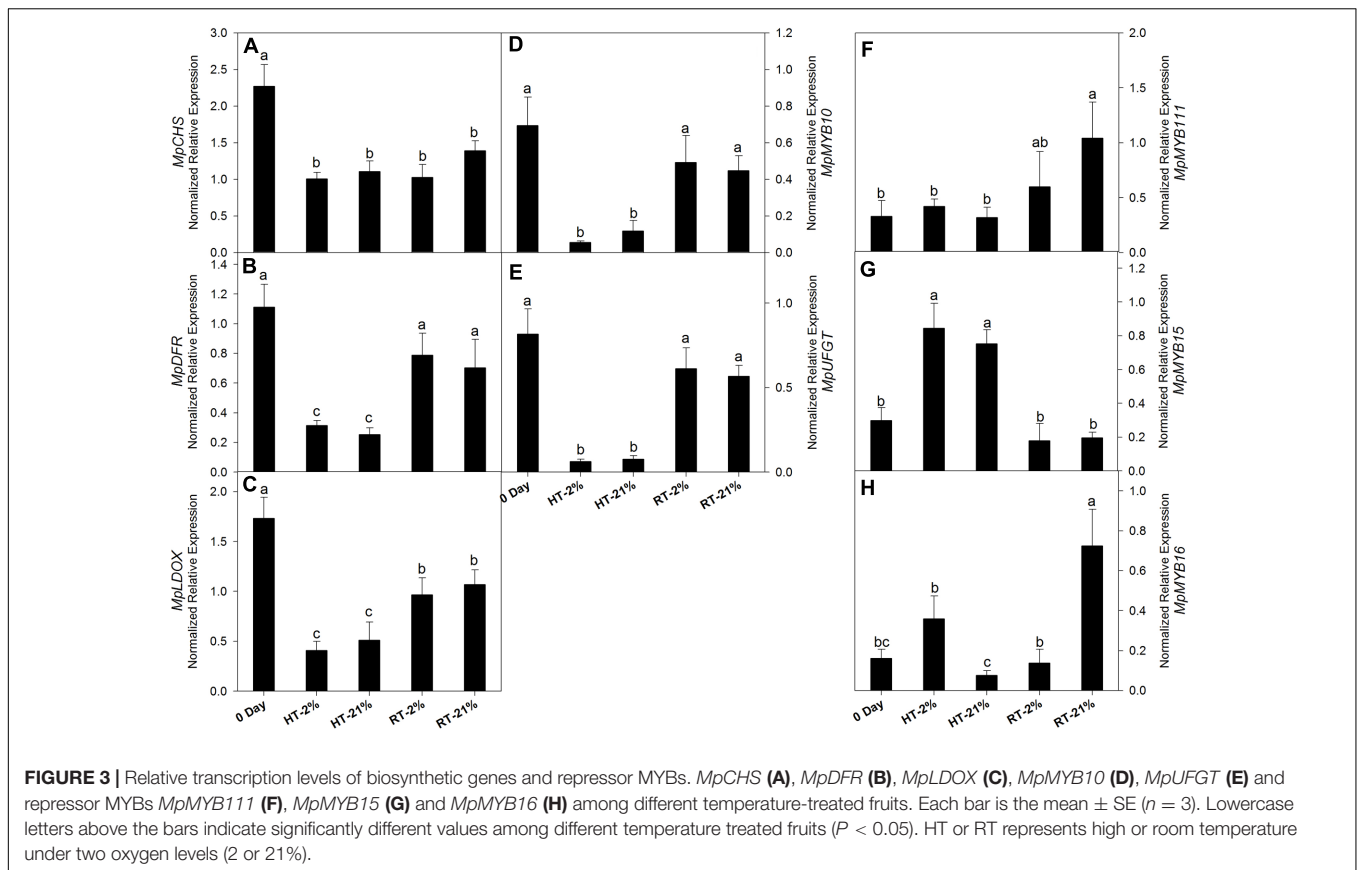 A
MpCHS
Normalized Relative Expression
3.0
2.5
2.0
1.5
1.0
0.5
0.0
a
b
b
b
b
B
MpDFR
Normalized Relative Expression
1.4
1.2
1.0
0.8
0.6
0.4
0.2
0.0
a
c
c
a
a
C
MpLDOX
Normalized Relative Expression
2.0
1.5
1.0
0.5
0.0
a
c
c
b
b
0 Day
HT-2%
HT-21%
RT-2%
RT-21%
D
1.2
1.0
0.8
0.6
0.4
0.2
0.0
Normalized Relative Expression
MpMYB10
a
b
b
a
a
E
1.0
0.5
0.0
Normalized Relative Expression
MpUFGT
a
b
b
a
a
0 Day
HT-2%
HT-21%
RT-2%
RT-21%
F
2.0
1.5
1.0
0.5
0.0
Normalized Relative Expression
MpMYB111
b
b
b
ab
a
G
1.2
1.0
0.8
0.6
0.4
0.2
0.0
Normalized Relative Expression
MpMYB15
b
a
a
b
b
H
1.0
0.8
0.6
0.4
0.2
0.0
Normalized Relative Expression
MpMYB16
bc
b
c
b
a
0 Day
HT-2%
HT-21%
RT-2%
RT-21%
FIGURE 3 | Relative transcription levels of biosynthetic genes and repressor MYBs. MpCHS (A), MpDFR (B), MpLDOX (C), MpMYB10 (D), MpUFGT (E) and
repressor MYBs MpMYB111 (F), MpMYB15 (G) and MpMYB16 (H) among different temperature-treated fruits. Each bar is the mean ± SE (n = 3). Lowercase
letters above the bars indicate significantly different values among different temperature treated fruits (P < 0.05). HT or RT represents high or room temperature
under two oxygen levels (2 or 21%).